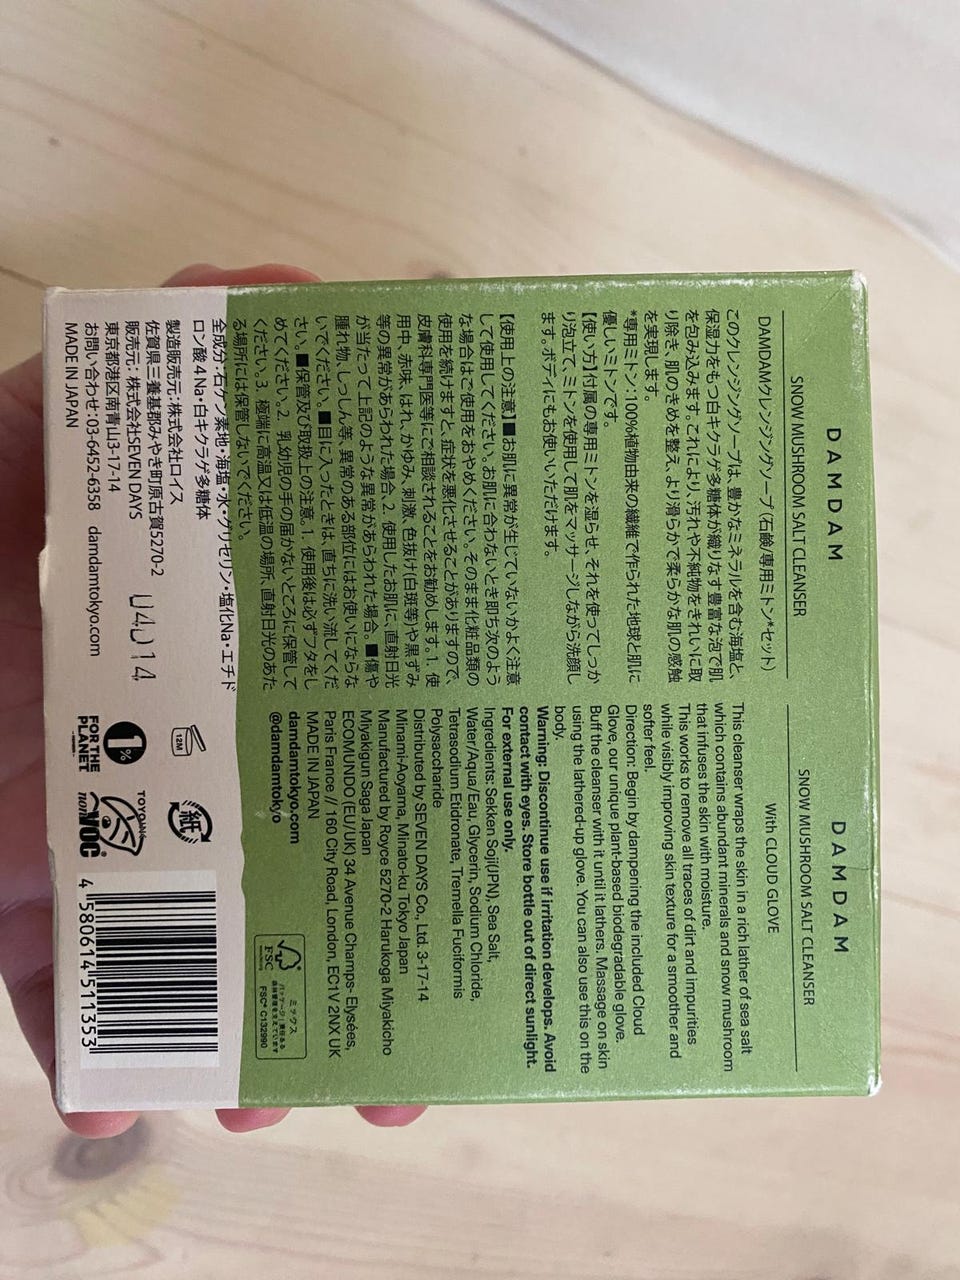 DAMDAM
SNOW MUSHROOM SALT CLEANSER
DAMDAMクレンジングソープ(石鹸/専用ミトン*セット)
このクレンジングソープは、豊かなミネラルを含む海塩と、
保湿力をもつ白キクラゲ多糖体が織りなす豊富な泡で肌
を包み込みます。これにより、汚れや不純物をきれいに取
り除き、肌のきめを整え、より滑らかで柔らかな肌の感触
を実現します。
*専用ミトン:100%植物由来の繊維で作られた地球と肌に
優しいミトンです。
【使い方】付属の専用ミトンを湿らせ、それを使ってしっか
り泡立て、ミトンを使用して肌をマッサージしながら洗顔し
ます。ボディにもお使いいただけます。
【使用上の注意】■お肌に異常が生じていないかよく注意
して使用してください。お肌に合わないとき即ち次のよう
な場合はご使用をおやめください。そのまま化粧品類の
使用を続けますと、症状を悪化させることがありますので、
皮膚科専門医等にご相談されることをお勧めします。1. 使
用中、赤味、はれ、かゆみ、刺激、色抜け(白斑等)や黒ずみ
等の異常があらわれた場合。2. 使用したお肌に、直射日光
が当たって上記のような異常があらわれた場合。■傷や
腫れ物、しっしん等、異常のある部位にはお使いにならな
いでください。■目に入ったときは、直ちに洗い流してくだ
さい。■保管及び取扱上の注意。1. 使用後は必ずフタをし
めてください。2. 乳幼児の手の届かないところに保管して
ください。3. 極端に高温又は低温の場所、直射日光のあた
る場所には保管しないでください。
全成分:石ケン素地・海塩・水・グリセリン・塩化Na・エチド
ロン酸4Na・白キクラゲ多糖体
製造販売元:株式会社ロイス
佐賀県三養基郡みやき町原古賀5270-2
販売元:株式会社SEVEN DAYS
東京都港区南青山3-17-14
お問い合わせ:03-6452-6358 damdamtokyo.com
MADE IN JAPAN
U4J14
DAMDAM
SNOW MUSHROOM SALT CLEANSER
With CLOUD GLOVE
This cleanser wraps the skin in a rich lather of sea salt
which contains abundant minerals and snow mushroom
that infuses the skin with moisture.
This works to remove all traces of dirt and impurities
while visibly improving skin texture for a smoother and
softer feel.
Direction: Begin by dampening the included Cloud
Glove, our unique plant-based biodegradable glove.
Buff the cleanser with it until it lathers. Massage on skin
using the lathered-up glove. You can also use this on the
body.
Warning: Discontinue use if irritation develops. Avoid
contact with eyes. Store bottle out of direct sunlight.
For external use only.
Ingredients: Sekken Soji(JPN), Sea Salt,
Water/Aqua/Eau, Glycerin, Sodium Chloride,
Tetrasodium Etidronate, Tremella Fuciformis
Polysaccharide
Distributed by SEVEN DAYS Co., Ltd. 3-17-14
Minami-Aoyama, Minato-ku Tokyo Japan
Manufactured by Royce 5270-2 Harukoga Miyakicho
Miyakigun Saga Japan
ECOMUNDO (EU/UK) 34 Avenue Champs- Elysées,
Paris France // 160 City Road, London, EC1V 2NX UK
MADE IN JAPAN
damdamtokyo.com
@damdamtokyo
ミックス
FSC
FSC® C132990
12M
紙
1%
FOR THE
PLANET
TOYOINK
nonVOC
4 580614 511353